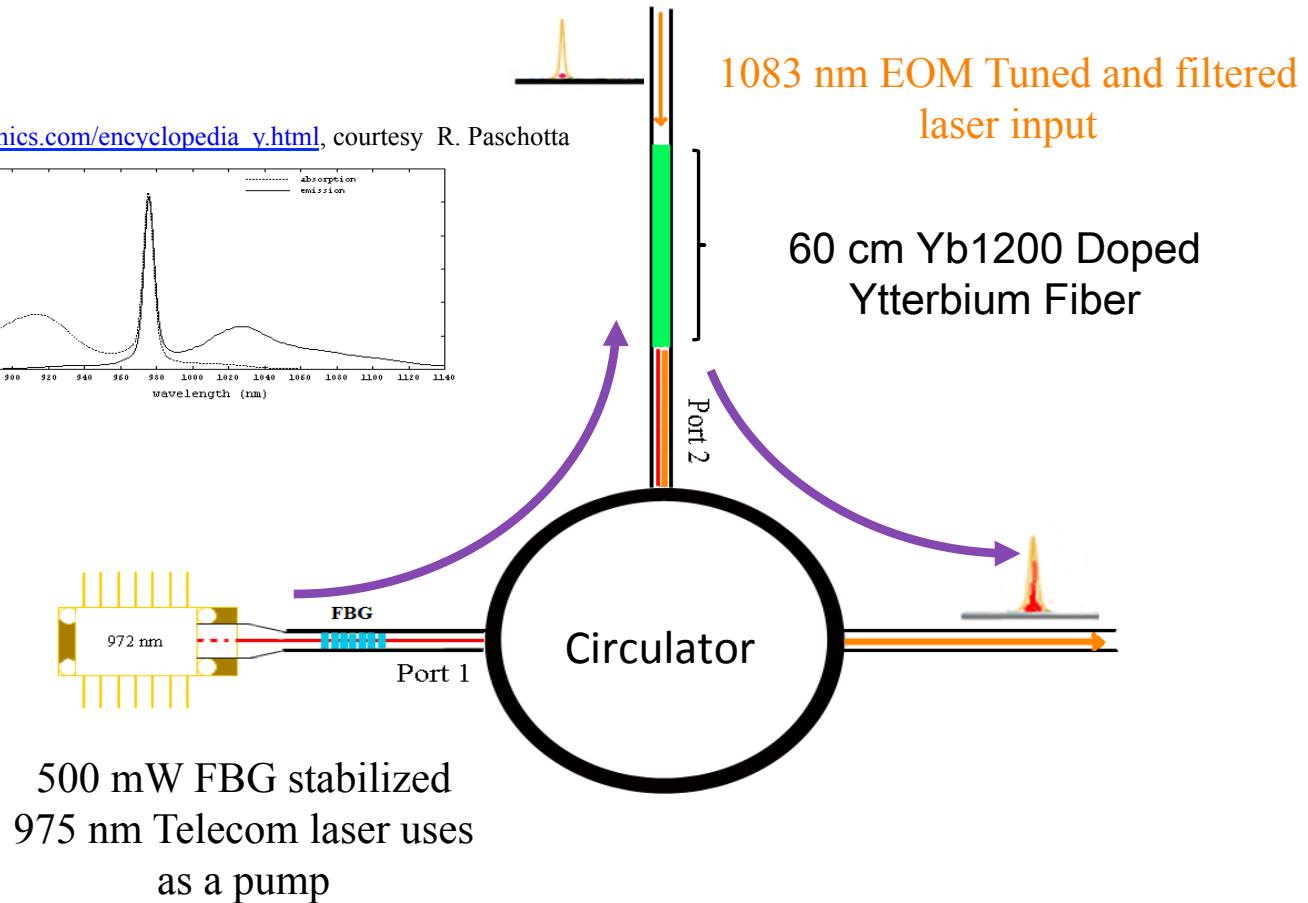 1083 nm EOM Tuned and filtered
laser input
nics.com/encyclopedia_y.html, courtesy R. Paschotta
absorption
emission
900 920 940 960 980 1000 1020 1040 1060 1080 1100 1120 1140
wavelength (nm)
60 cm Yb1200 Doped
Ytterbium Fiber
Port 2
972 nm
FBG
Port 1
Circulator
500 mW FBG stabilized
975 nm Telecom laser uses
as a pump